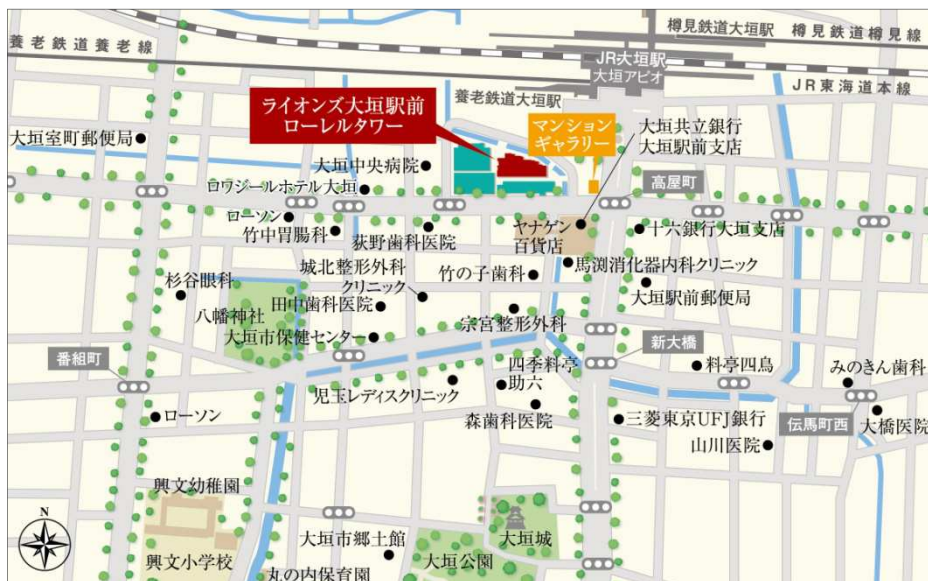 樽見鉄道大垣駅
樽見鉄道樽見線
養老鉄道養老線
JR大垣駅
大垣アピオ
JR東海道本線
養老鉄道大垣駅
ライオンズ大垣駅前
ローレルタワー
マンション
ギャラリー
大垣共立銀行
大垣駅前支店
大垣室町郵便局
大垣中央病院
ロワジールホテル大垣
高屋町
ローソン
竹中胃腸科
荻野歯科医院
ヤナゲン
百貨店
十六銀行大垣支店
城北整形外科
クリニック
竹の子歯科
馬渕消化器内科クリニック
杉谷眼科
八幡神社
田中歯科医院
大垣駅前郵便局
大垣市保健センター
宗宮整形外科
新大橋
番組町
四季料亭
助六
料亭四鳥
みのきん歯科
児玉レディスクリニック
ローソン
森歯科医院
三菱東京UFJ銀行
伝馬町西
大橋医院
山川医院
興文幼稚園
N
大垣市郷土館
大垣城
興文小学校
丸の内保育園
大垣公園